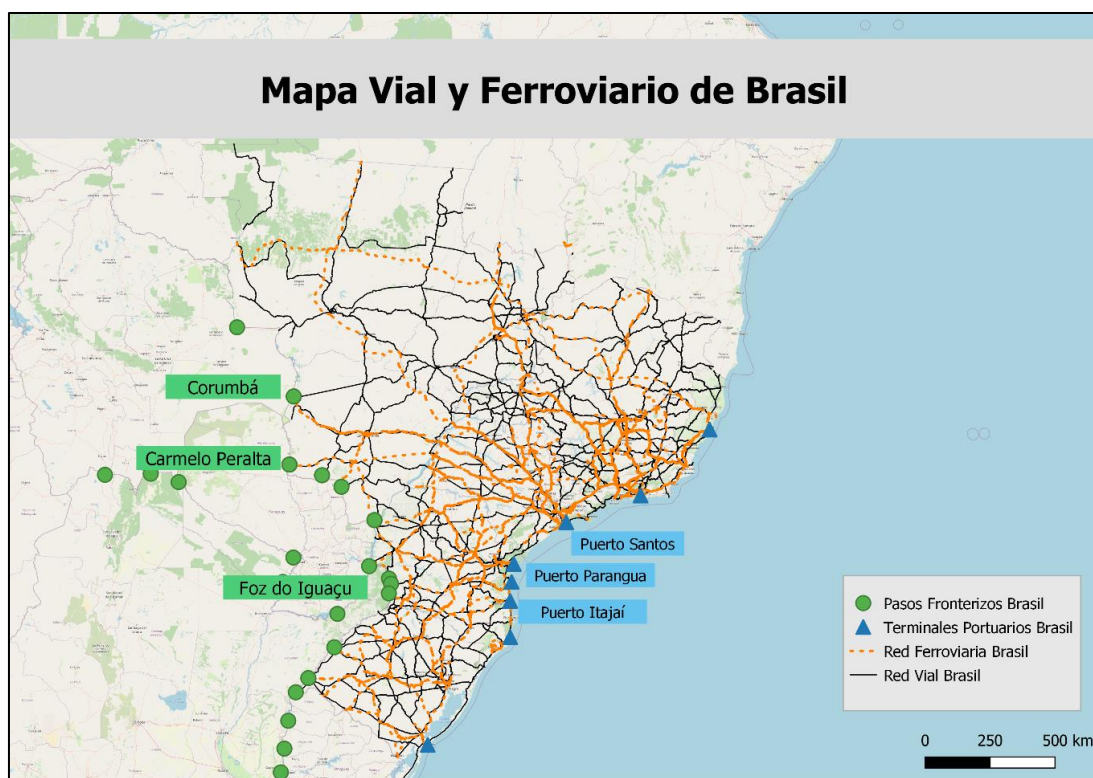 Mapa Vial y Ferroviario de Brasil
Corumbá
Carmelo Peralta
Puerto Santos
Puerto Parangua
Foz do Iguaçu
Puerto Itajaí
Pasos Fronterizos Brasil
Terminales Portuarios Brasil
Red Ferroviaria Brasil
Red Vial Brasil
0 250 500 km